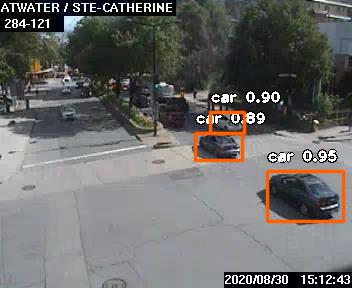 ATWATER / STE-CATHERINE
284-121
car 0.90
car 0.89
car 0.95
2020/08/30 15:12:43